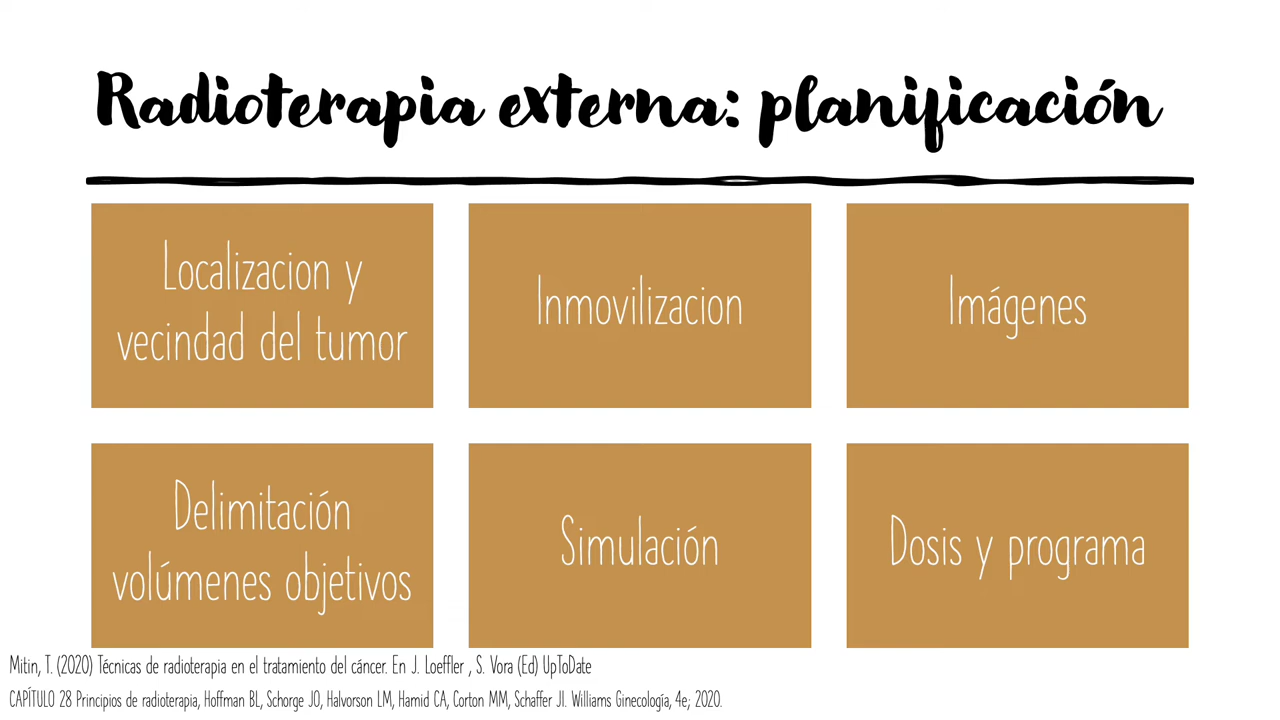 Radioterapia externa: planificación
Localizacion y
vecindad del tumor
Inmovilizacion
Imágenes
Delimitación
volúmenes objetivos
Simulación
Dosis y programa
Mitin, T. (2020) Técnicas de radioterapia en el tratamiento del cáncer. En J. Loeffler , S. Vora (Ed) UpToDate
CAPÍTULO 28 Principios de radioterapia, Hoffman BL, Schorge JO, Halvorson LM, Hamid CA, Corton MM, Schaffer JI. Williams Ginecología, 4e; 2020.